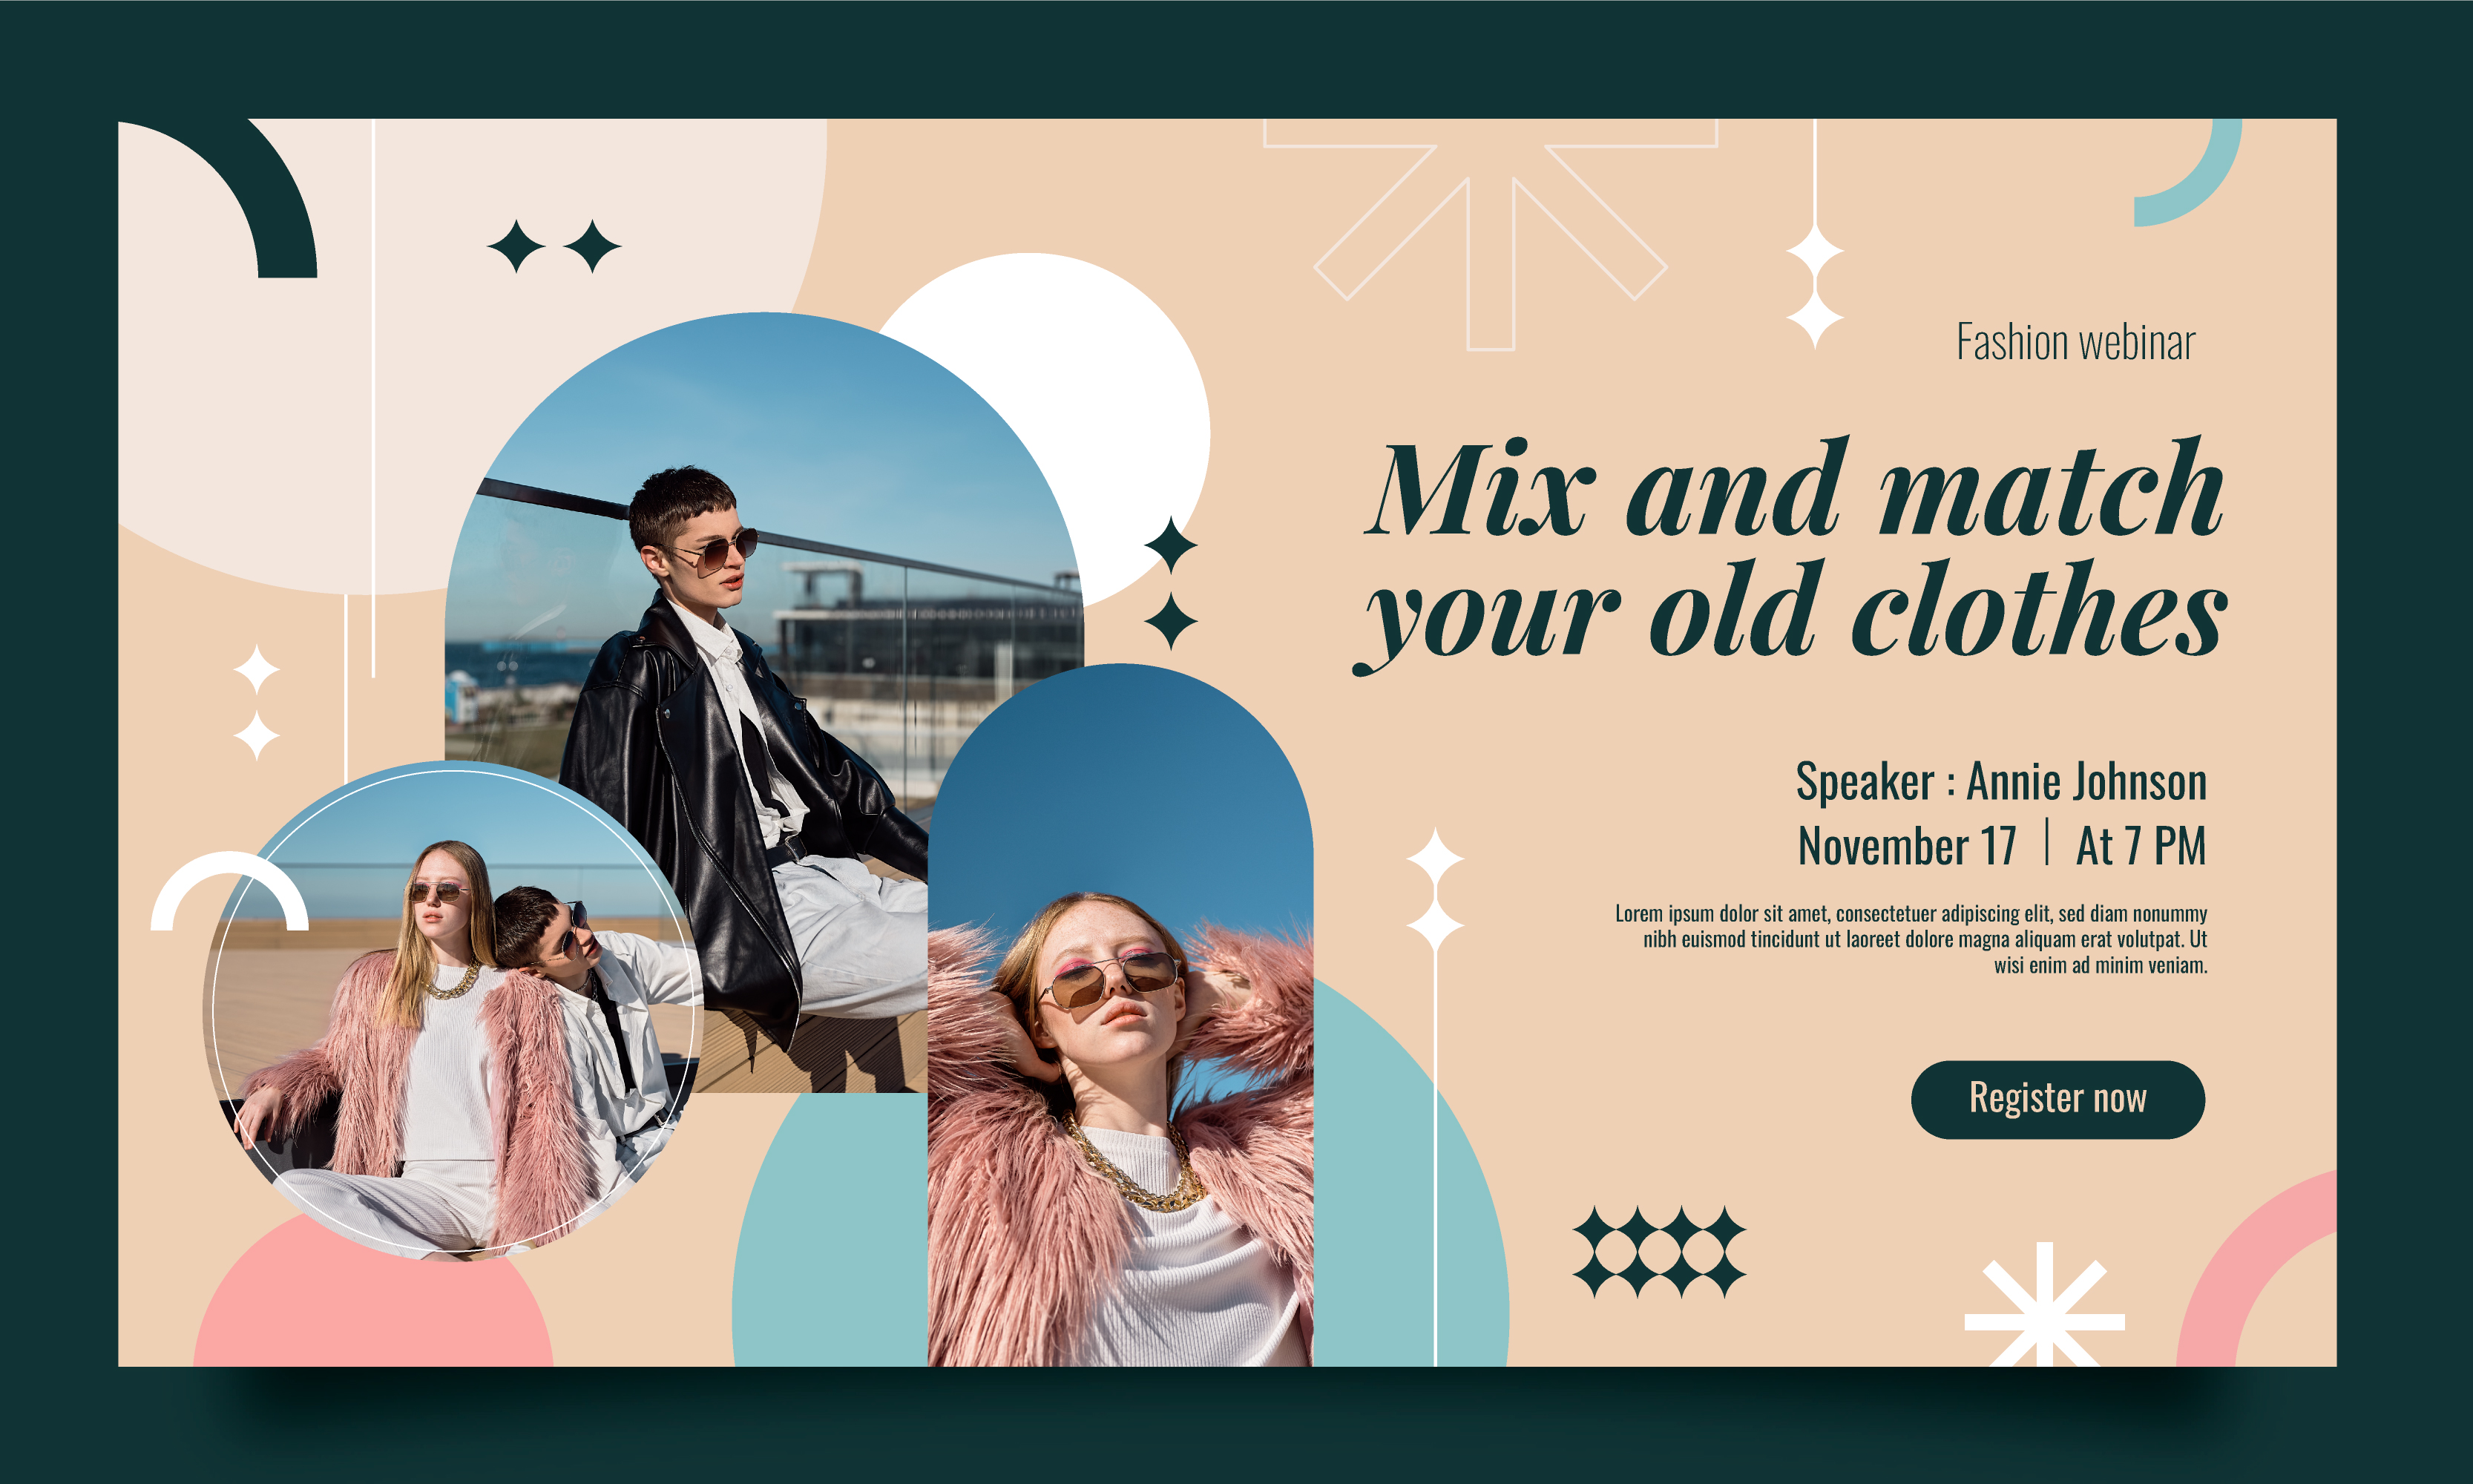 Fashion webinar
Mix and match
your old clothes
Speaker : Annie Johnson
November 17 | At 7 PM
Lorem ipsum dolor sit amet, consectetuer adipiscing elit, sed diam nonummy
nibh euismod tincidunt ut laoreet dolore magna aliquam erat volutpat. Ut
wisi enim ad minim veniam.
Register now